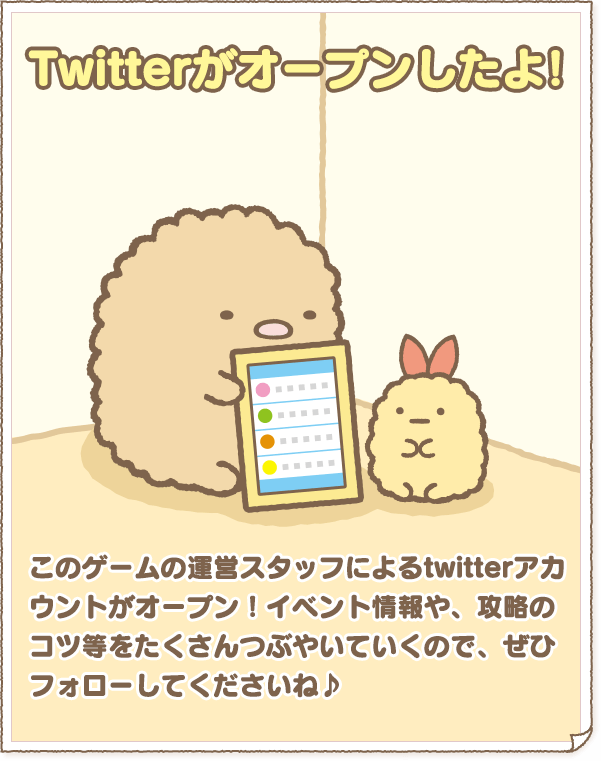 Twitterがオープンしたよ!
このゲームの運営スタッフによるtwitterアカ
ウントがオープン！イベント情報や、攻略の
コツ等をたくさんつぶやいていくので、ぜひ
フォローしてくださいね♪